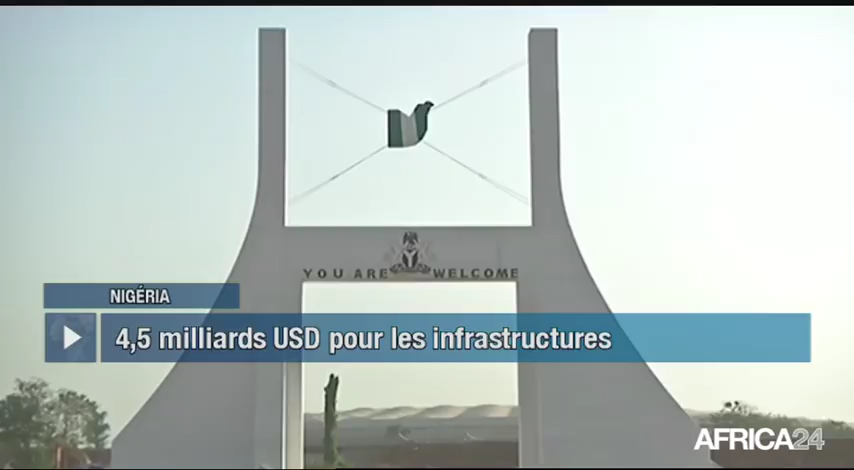 YOU ARE WELCOME
NIGÉRIA
4,5 milliards USD pour les infrastructures
AFRICA24